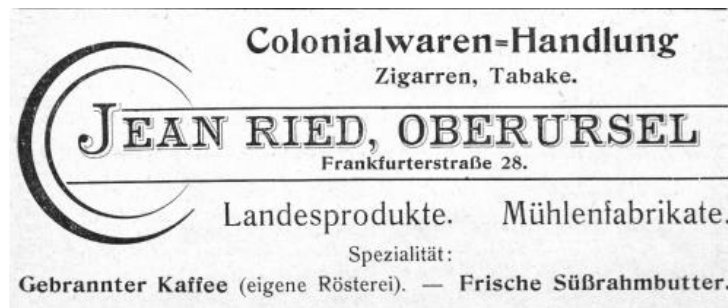 Colonialwaren=Handlung
Zigarren, Tabake.
JEAN RIED, OBERURSEL
Frankfurterstraße 28.
Landesprodukte. Mühlenfabrikate.
Spezialität:
Gebrannter Kaffee (eigene Rösterei). — Frische Süßrahmbutter.